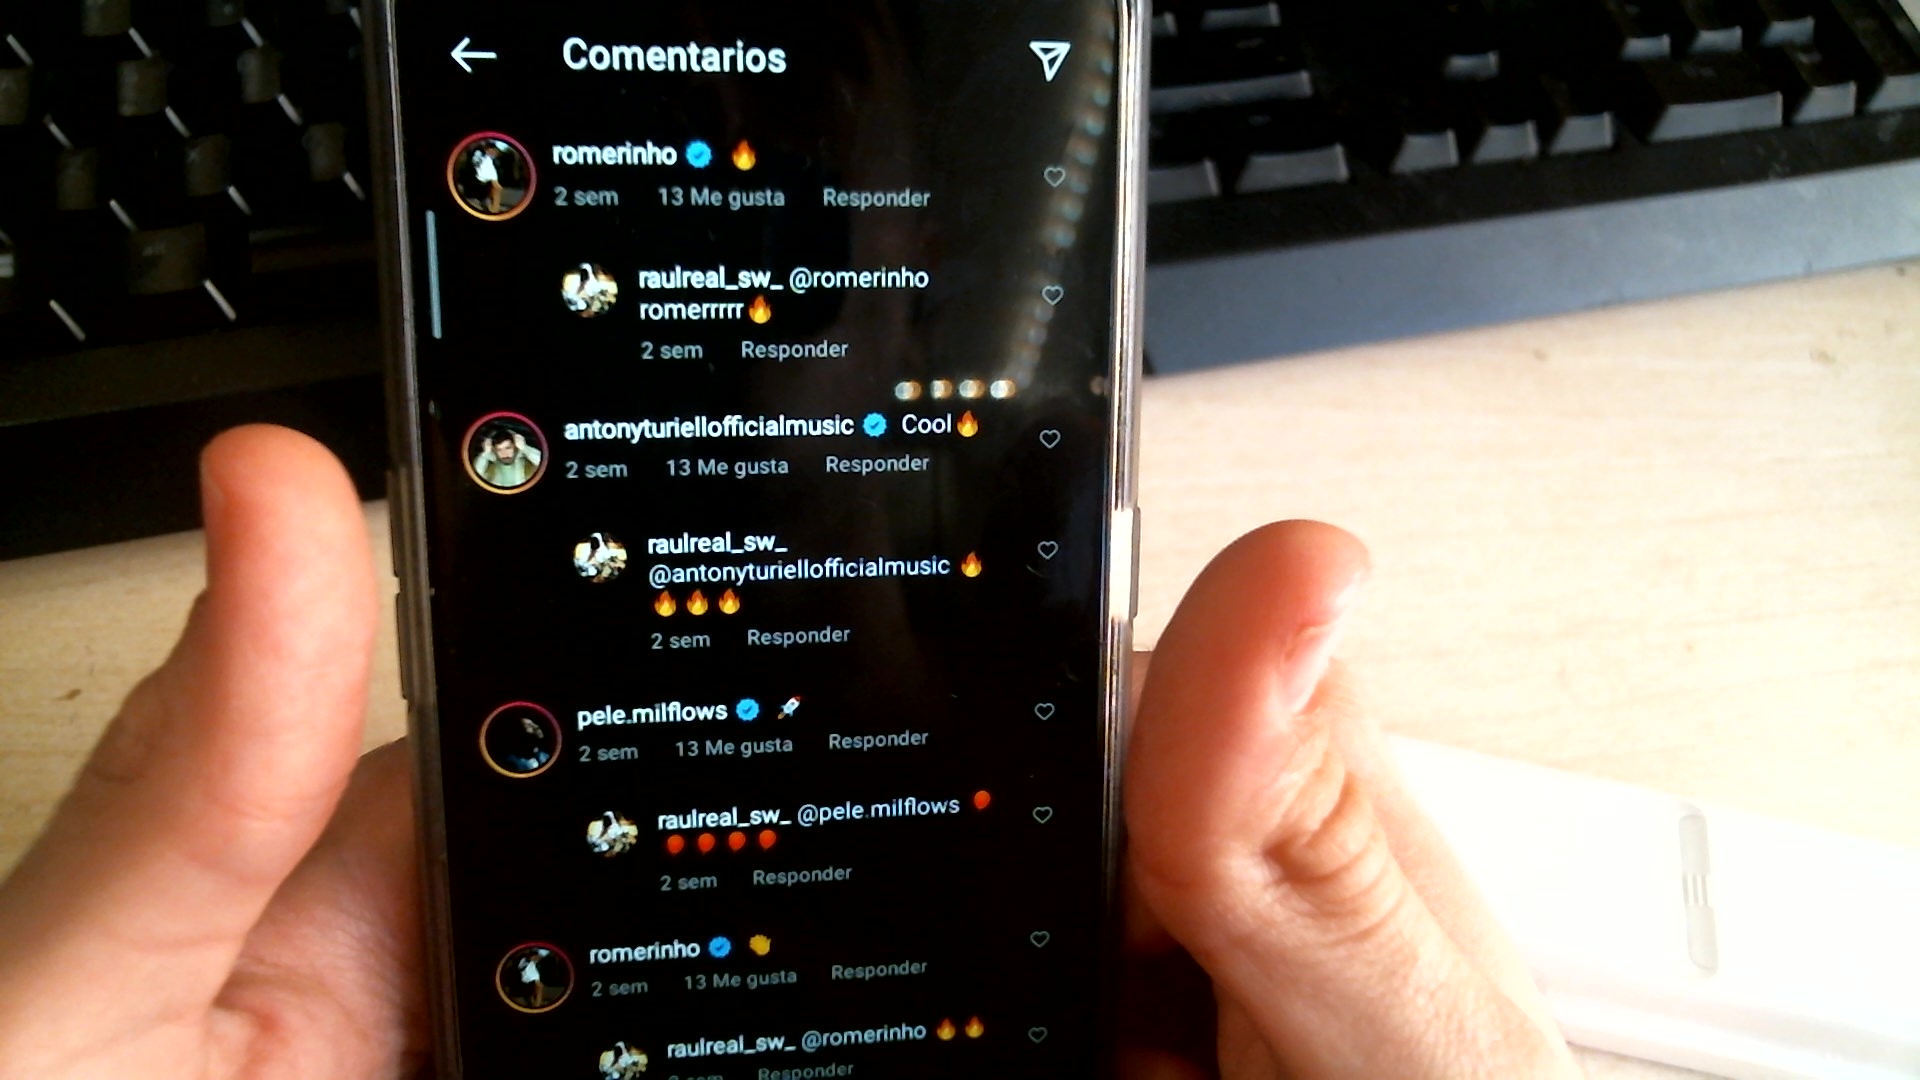 Comentarios
romerinho 🔥
2 sem 13 Me gusta Responder
raulreal_sw_ @romerinho
romerrrrr🔥
2 sem Responder
antonyturiellofficialmusic Cool🔥
2 sem 13 Me gusta Responder
raulreal_sw_
@antonyturiellofficialmusic 🔥
🔥🔥🔥
2 sem Responder
pele.milflows 🚀
2 sem 13 Me gusta Responder
raulreal_sw_ @pele.milflows 🎈
🎈🎈🎈🎈
2 sem Responder
romerinho 👏
2 sem 13 Me gusta Responder
raulreal_sw_ @romerinho 🔥🔥
2 sem Responder